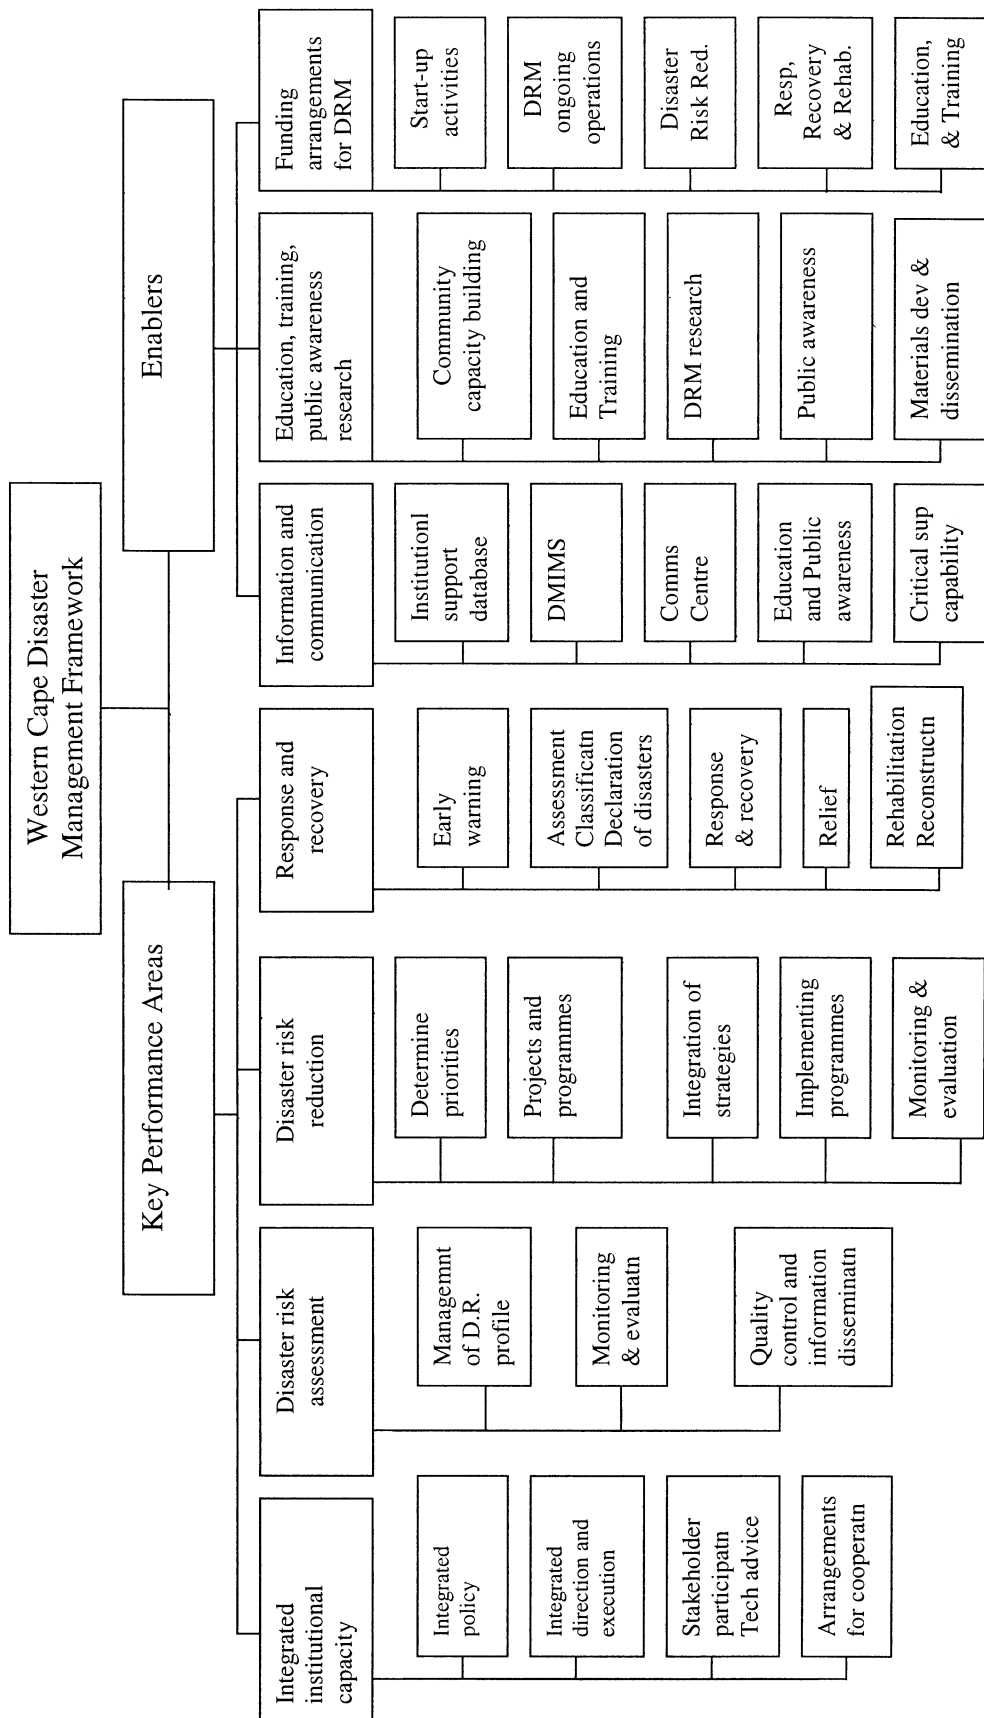 Western Cape Disaster
Management Framework
Key Performance Areas
Enablers
Integrated
institutional
capacity
Disaster risk
assessment
Disaster risk
reduction
Response and
recovery
Information and
communication
Education, training,
public awareness
research
Funding
arrangements
for DRM
Integrated
policy
Integrated
direction and
execution
Stakeholder
participatn
Tech advice
Arrangements
for cooperatn
Managemnt
of D.R.
profile
Monitoring
& evaluatn
Quality
control and
information
disseminatn
Determine
priorities
Projects and
programmes
Integration of
strategies
Implementing
programmes
Monitoring &
evaluation
Early
warning
Assessment
Classificatn
Declaration
of disasters
Response
& recovery
Relief
Rehabilitation
Reconstructn
Institutionl
support
database
DMIMS
Comms
Centre
Education
and Public
awareness
Critical sup
capability
Community
capacity building
Education and
Training
DRM research
Public awareness
Materials dev &
dissemination
Start-up
activities
DRM
ongoing
operations
Disaster
Risk Red.
Resp,
Recovery
& Rehab.
Education,
& Training